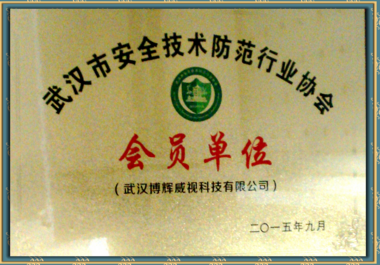 武汉市安全技术防范行业协会
会员单位
（武汉博辉威视科技有限公司）
二〇一五年九月